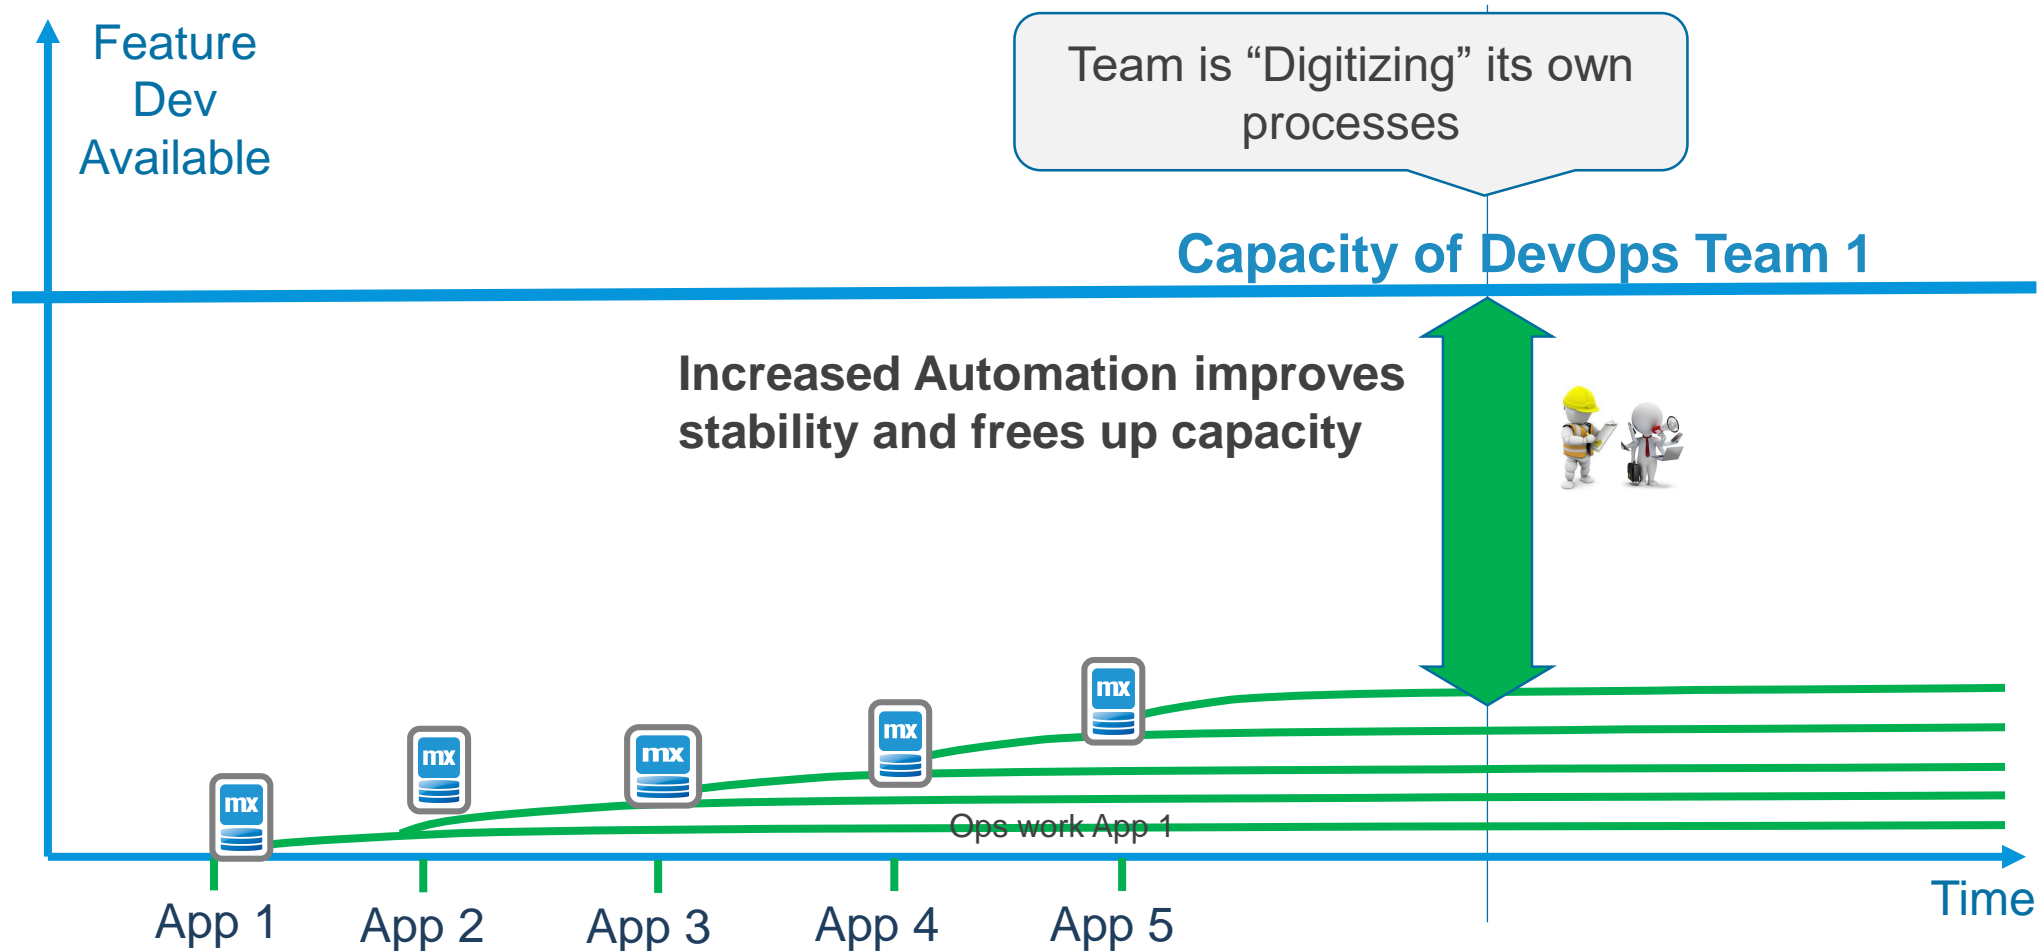 Feature
Dev
Available
Team is “Digitizing” its own
processes
Capacity of DevOps Team 1
Increased Automation improves
stability and frees up capacity
mx
mx
mx
mx
mx
Ops work App 1
App 1
App 2
App 3
App 4
App 5
Time